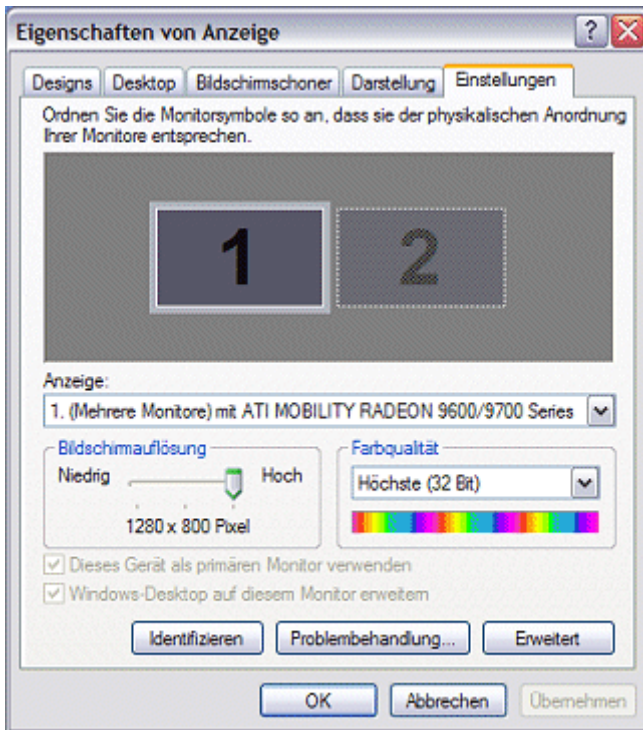 Eigenschaften von Anzeige
Designs Desktop Bildschirmschoner Darstellung Einstellungen
Ordnen Sie die Monitorsymbole so an, dass sie der physikalischen Anordnung
Ihrer Monitore entsprechen.
1 2
Anzeige:
1. (Mehrere Monitore) mit ATI MOBILITY RADEON 9600/9700 Series
Bildschirmauflösung Farbqualität
Niedrig Hoch Höchste (32 Bit)
1280 x 800 Pixel
Dieses Gerät als primären Monitor verwenden
Windows-Desktop auf diesem Monitor erweitern
Identifizieren Problembehandlung... Erweitert
OK Abbrechen Übernehmen